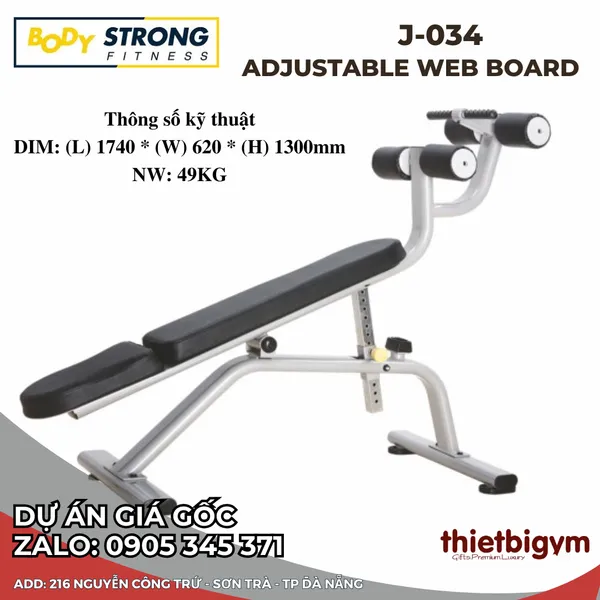 BODY STRONG
FITNESS
J-034
ADJUSTABLE WEB BOARD
Thông số kỹ thuật
DIM: (L) 1740 * (W) 620 * (H) 1300mm
NW: 49KG
DỰ ÁN GIÁ GỐC
ZALO: 0905 345 371
thietbigym
Gifts.Premium.Luxury
ADD: 216 NGUYỄN CÔNG TRỨ - SƠN TRÀ - TP ĐÀ NẴNG